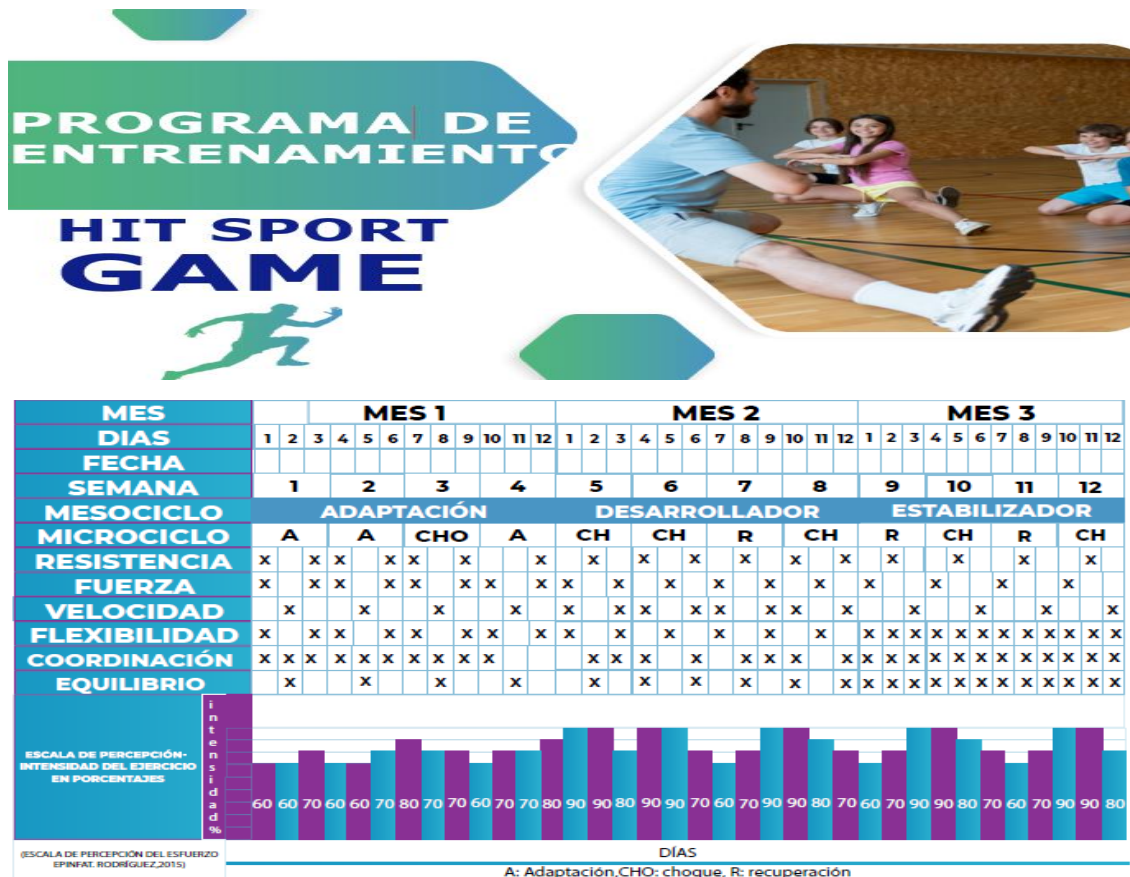 PROGRAMA DE
ENTRENAMIENTO
HIT SPORT
GAME
MES MES 1 MES 2 MES 3
DIAS 1 2 3 4 5 6 7 8 9 10 11 12 1 2 3 4 5 6 7 8 9 10 11 12 1 2 3 4 5 6 7 8 9 10 11 12
FECHA
SEMANA 1 2 3 4 5 6 7 8 9 10 11 12
MESOCICLO ADAPTACIÓN DESARROLLADOR ESTABILIZADOR
MICROCICLO A A CHO A CH CH R CH R CH R CH
RESISTENCIA x x x x x x x x x x x x x x x x x
FUERZA x x x x x x x x x x x x x x x x x x
VELOCIDAD x x x x x x x x x x x x x x x x
FLEXIBILIDAD x x x x x x x x x x x x x x x x x x x x x x x x x x
COORDINACIÓN x x x x x x x x x x x x x x x x x x x x x x x x x x x x x x
EQUILIBRIO x x x x x x x x x x x x x x x x x x x x x x
ESCALA DE PERCEPCIÓN-
INTENSIDAD DEL EJERCICIO
EN PORCENTAJES
intensidad%
60 60 70 60 60 70 80 70 70 60 70 70 80 90 90 80 90 90 70 60 70 90 90 80 70 60 70 90 90 80 70 60 70 90 90 80
(ESCALA DE PERCEPCIÓN DEL ESFUERZO
EPINFAT. RODRÍGUEZ,2015)
DÍAS
A: Adaptación,CHO: choque, R: recuperación